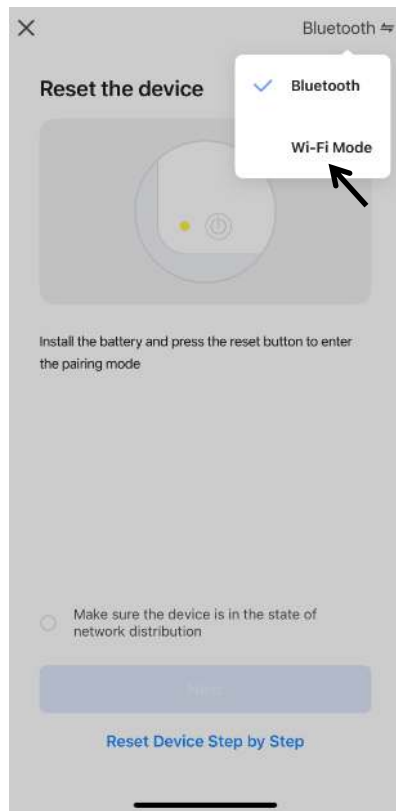 Bluetooth
Reset the device
Bluetooth
Wi-Fi Mode
Install the battery and press the reset button to enter
the pairing mode
Make sure the device is in the state of
network distribution
Next
Reset Device Step by Step